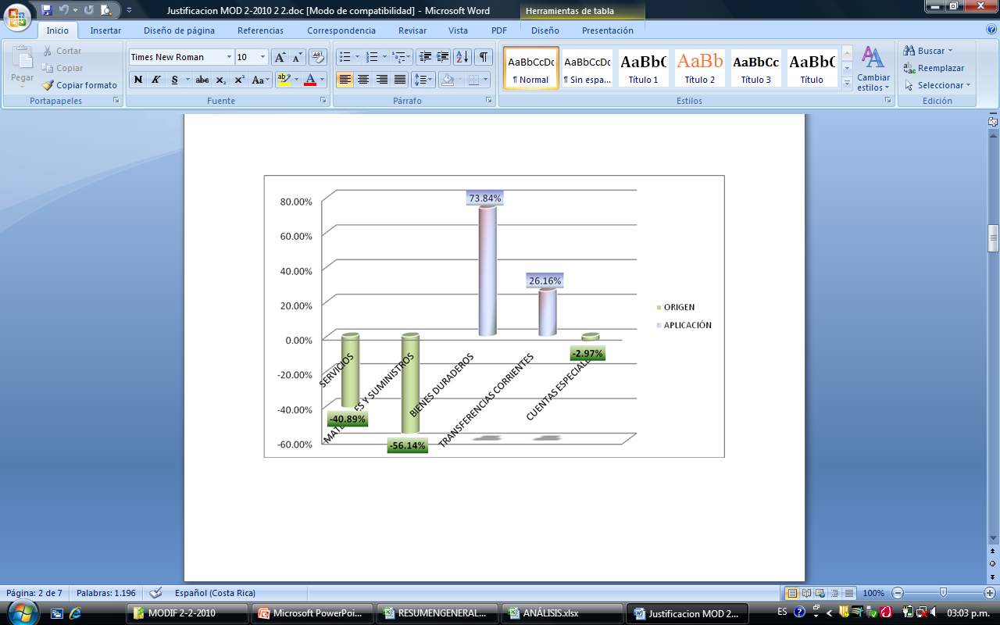 Justificacion MOD 2-2010 2 2.doc [Modo de compatibilidad] - Microsoft Word
Herramientas de tabla
Inicio Insertar Diseño de página Referencias Correspondencia Revisar Vista PDF Diseño Presentación
Pegar
Cortar
Copiar
Copiar formato
Portapapeles
Times New Roman 10
N K S abc x₂ x² Aa ab A
Fuente
Párrafo
AaBbCcDc AaBbCcDc AaBbC AaBb AaBbCc AaBbC
¶ Normal ¶ Sin espa... Título 1 Título 2 Título 3 Título
Cambiar estilos
Estilos
Buscar
Reemplazar
Seleccionar
Edición
80.00%
60.00%
40.00%
20.00%
0.00%
-20.00%
-40.00%
-60.00%
73.84%
26.16%
-2.97%
-40.89%
-56.14%
SERVICIOS
Y SUMINISTROS
BIENES DURADEROS
TRANSFERENCIAS CORRIENTES
CUENTAS
ORIGEN
APLICACIÓN
Página: 2 de 7 Palabras: 1.196 Español (Costa Rica) 100%
MODIF 2-2-2010 Microsoft PowerPoi... RESUMENGENERAL... ANÁLISIS.xlsx Justificacion MOD 2... ES 03:03 p.m.